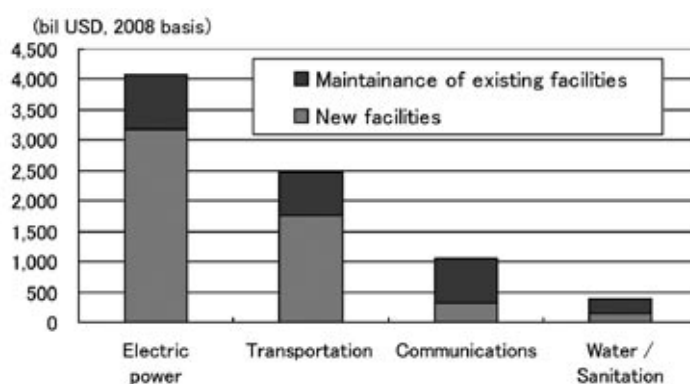 (bil USD, 2008 basis)
4,500
4,000
3,500
3,000
2,500
2,000
1,500
1,000
500
0
Maintainance of existing facilities
New facilities
Electric power
Transportation
Communications
Water / Sanitation